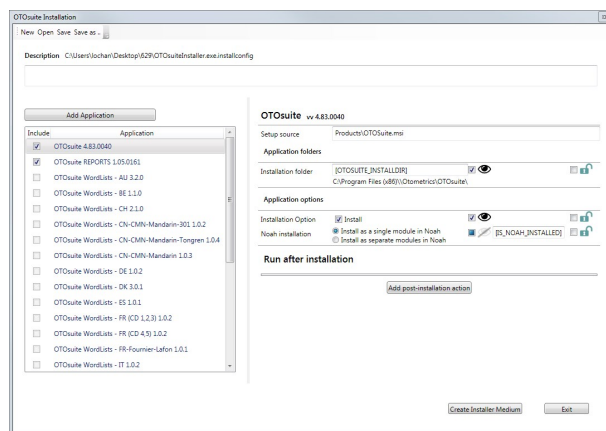 OTOsuite Installation
New Open Save Save as
Description C:\Users\lochan\Desktop\629\OTOsuiteInstaller.exe.installconfig
Add Application
Include Application
OTOsuite 4.83.0040
OTOsuite REPORTS 1.05.0161
OTOsuite WordLists - AU 3.2.0
OTOsuite WordLists - BE 1.1.0
OTOsuite WordLists - CH 2.1.0
OTOsuite WordLists - CN-CMN-Mandarin-301 1.0.2
OTOsuite WordLists - CN-CMN-Mandarin-Tongren 1.0.4
OTOsuite WordLists - CN-CMN-Mandarin 1.0.3
OTOsuite WordLists - DE 1.0.2
OTOsuite WordLists - DK 3.0.1
OTOsuite WordLists - ES 1.0.1
OTOsuite WordLists - FR (CD 1,2,3) 1.0.2
OTOsuite WordLists - FR (CD 4,5) 1.0.2
OTOsuite WordLists - FR-Fournier-Lafon 1.0.1
OTOsuite WordLists - IT 1.0.2
OTOsuite vv 4.83.0040
Setup source Products\OTOSuite.msi
Application folders
Installation folder [OTOSUITE_INSTALLDIR]
C:\Program Files (x86)\\Otometrics\OTOsuite\
Application options
Installation Option Install
Noah installation Install as a single module in Noah [IS_NOAH_INSTALLED]
Install as separate modules in Noah
Run after installation
Add post-installation action
Create Installer Medium Exit